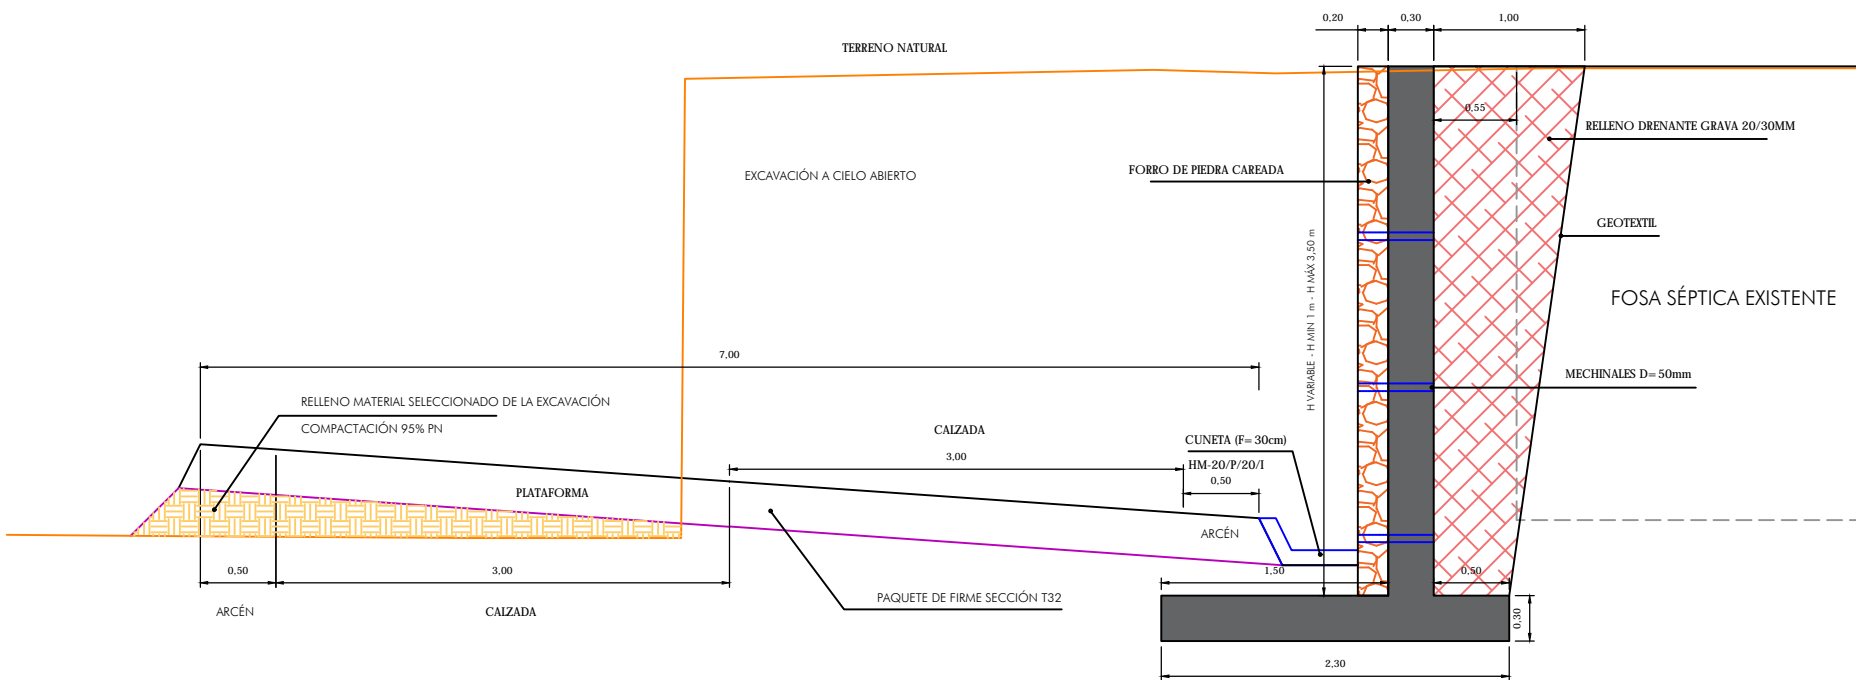 0,20
0,30
1,00
TERRENO NATURAL
0,55
RELLENO DRENANTE GRAVA 20/30MM
FORRO DE PIEDRA CAREADA
EXCAVACIÓN A CIELO ABIERTO
GEOTEXTIL
H VARIABLE - H MIN 1 m - H MÁX 3,50 m
FOSA SÉPTICA EXISTENTE
7,00
MECHINALES D= 50mm
RELLENO MATERIAL SELECCIONADO DE LA EXCAVACIÓN
COMPACTACIÓN 95% PN
CALZADA
CUNETA (F= 30cm)
3,00
HM-20/P/20/I
0,50
PLATAFORMA
ARCÉN
0,50
3,00
1,50
0,50
ARCÉN
CALZADA
PAQUETE DE FIRME SECCIÓN T32
0,30
2,30